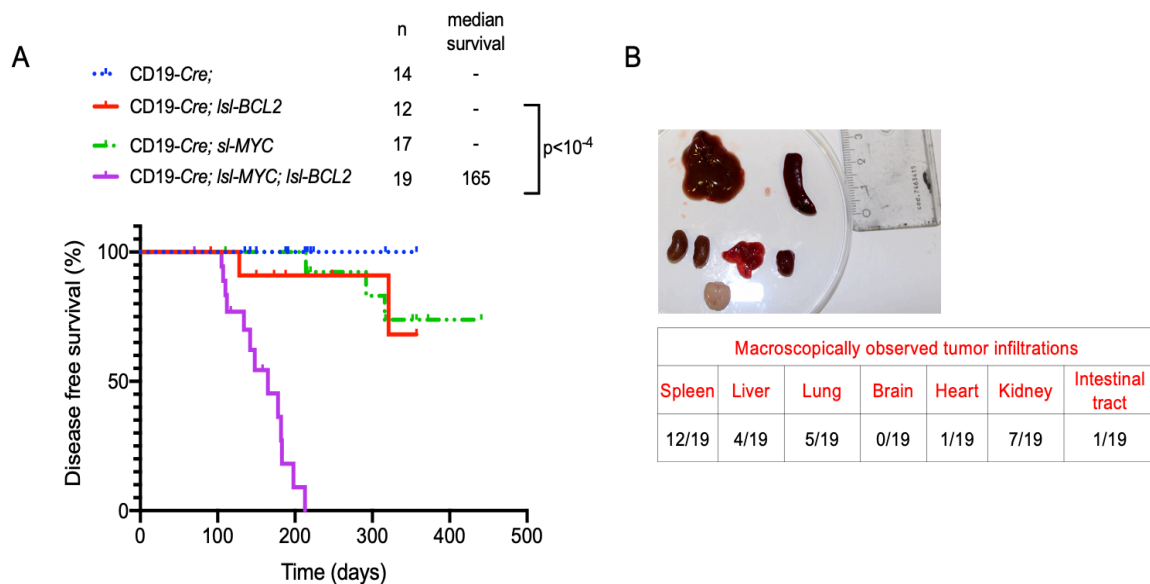 A
n
median
survival
CD19-Cre; 14 -
CD19-Cre; lsl-BCL2 12 -
CD19-Cre; sl-MYC 17 -
CD19-Cre; lsl-MYC; lsl-BCL2 19 165
p<10⁻⁴
Disease free survival (%)
100
50
0
0 100 200 300 400 500
Time (days)
B
Macroscopically observed tumor infiltrations
Spleen Liver Lung Brain Heart Kidney Intestinal tract
12/19 4/19 5/19 0/19 1/19 7/19 1/19